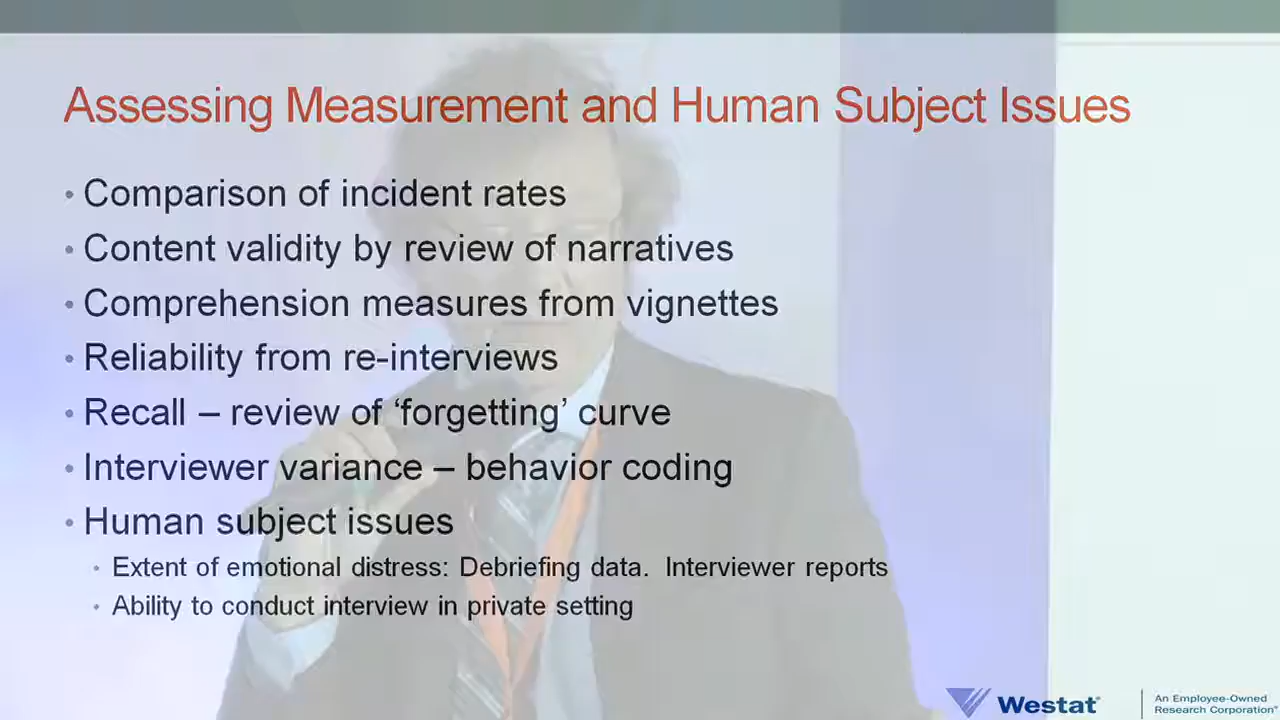 Assessing Measurement and Human Subject Issues
• Comparison of incident rates
• Content validity by review of narratives
• Comprehension measures from vignettes
• Reliability from re-interviews
• Recall – review of ‘forgetting’ curve
• Interviewer variance – behavior coding
• Human subject issues
• Extent of emotional distress: Debriefing data.  Interviewer reports
• Ability to conduct interview in private setting
Westat®
An Employee-Owned
Research Corporation®